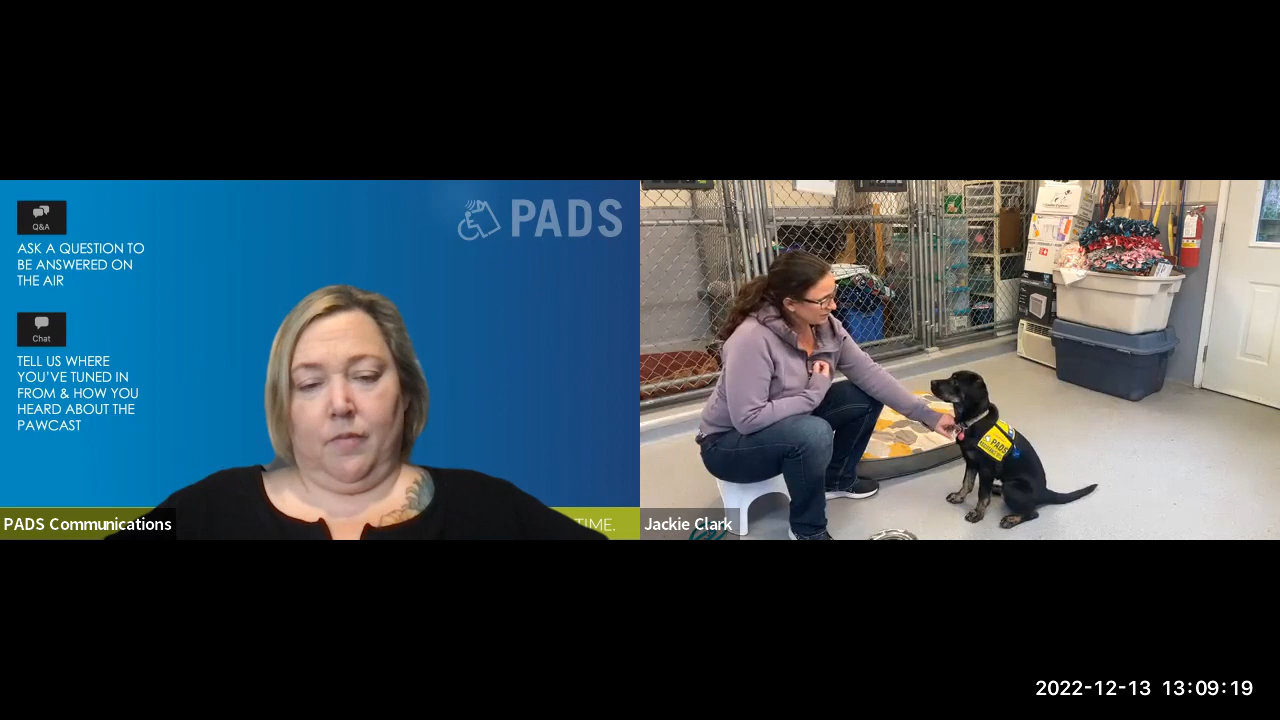 PADS
Q&A
ASK A QUESTION TO
BE ANSWERED ON
THE AIR
Chat
TELL US WHERE
YOU'VE TUNED IN
FROM & HOW YOU
HEARD ABOUT THE
PAWCAST
TIME.
PADS Communications
PADS
Jackie Clark
2022-12-13 13:09:19